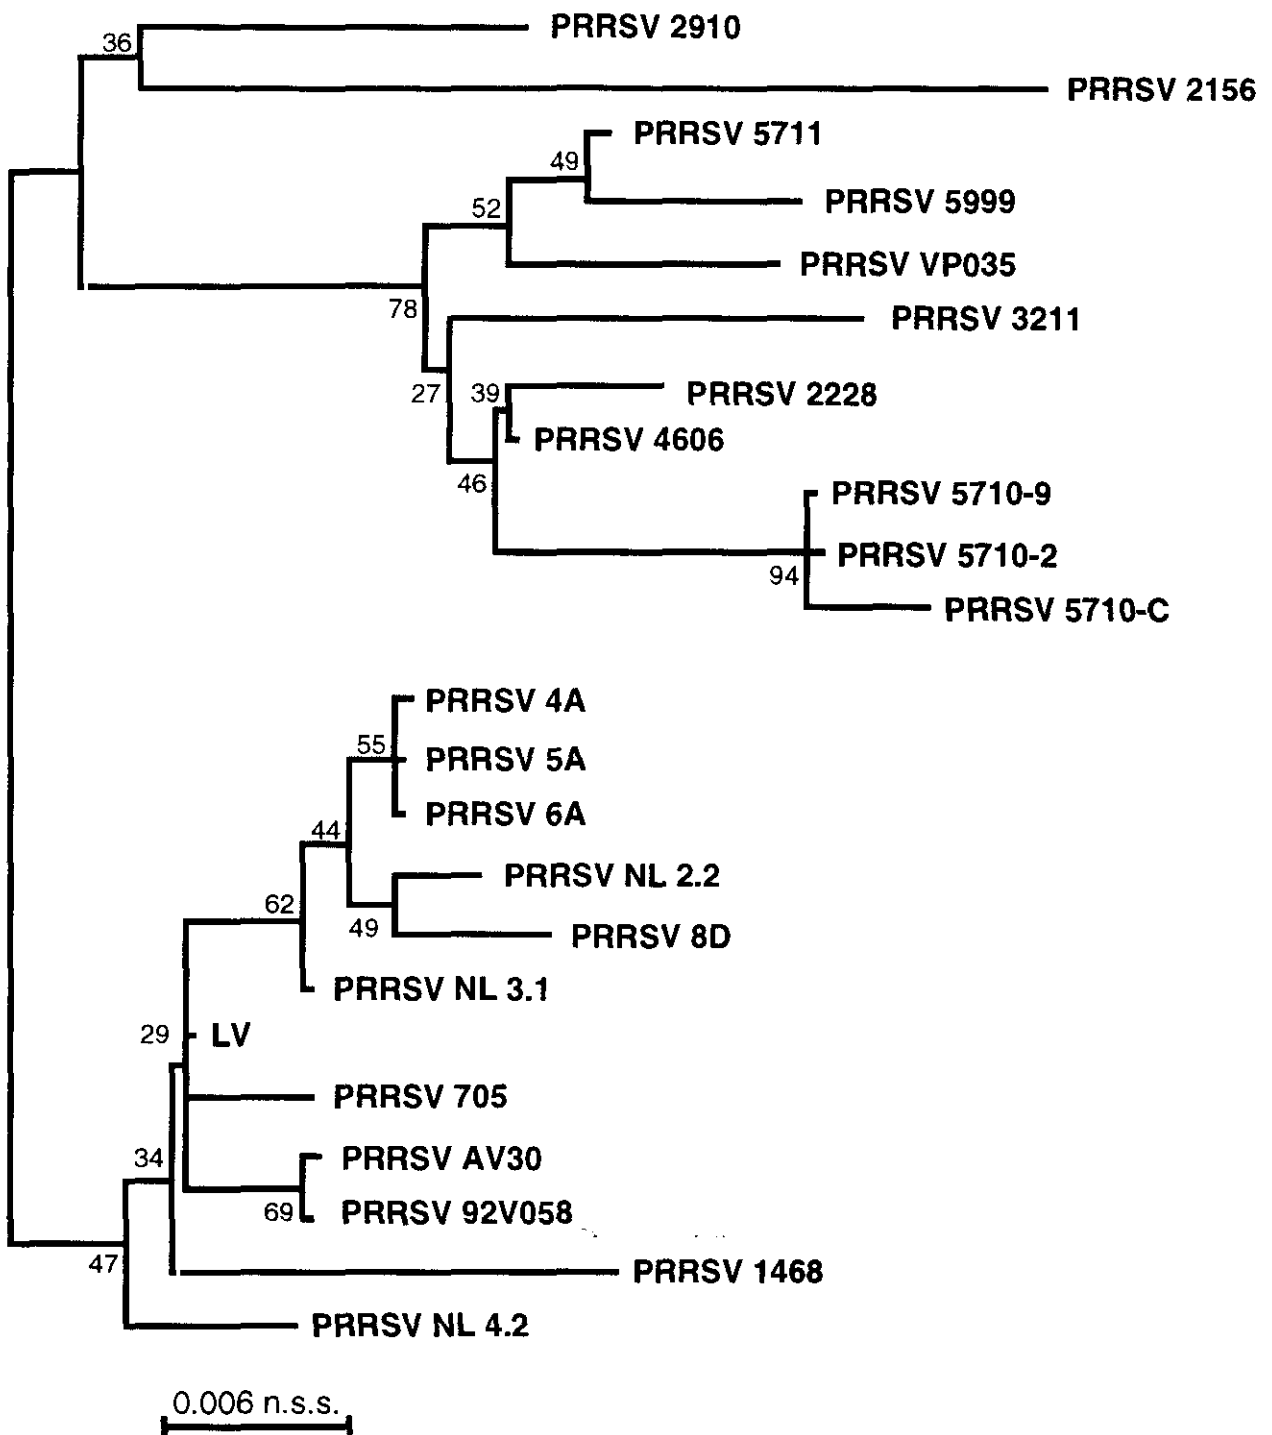 PRRSV 2910
36
PRRSV 2156
PRRSV 5711
49
PRRSV 5999
52
PRRSV VP035
78
PRRSV 3211
27
39
PRRSV 2228
PRRSV 4606
46
PRRSV 5710-9
PRRSV 5710-2
94
PRRSV 5710-C
PRRSV 4A
55
PRRSV 5A
PRRSV 6A
44
PRRSV NL 2.2
62
49
PRRSV 8D
PRRSV NL 3.1
29
LV
PRRSV 705
34
PRRSV AV30
69
PRRSV 92V058
47
PRRSV 1468
PRRSV NL 4.2
0.006 n.s.s.